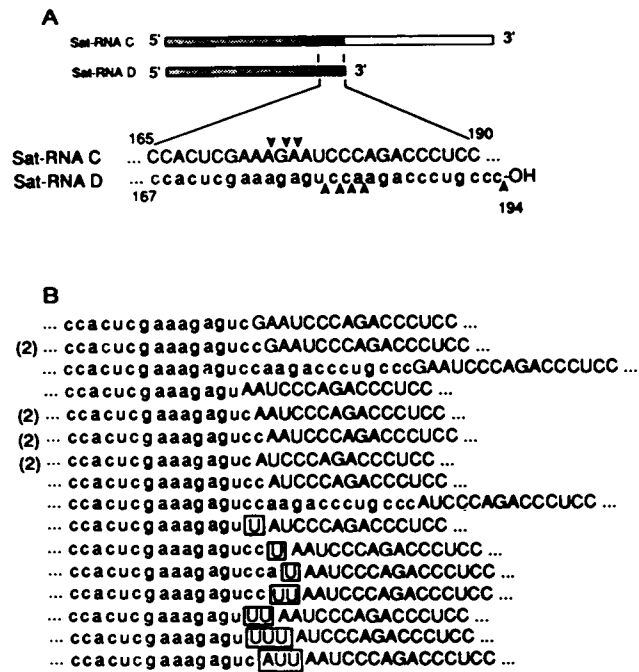 A
Sat-RNA C 5' 3'
Sat-RNA D 5' 3'
165 190
Sat-RNA C ... CCACUCGAAAGAAUCCCAGACCCUCC ...
Sat-RNA D ... ccacucgaaagaguccaagacccugccc-OH
167 194
B
... ccacucgaaagagucGAAUCCCAGACCCUCC ...
(2) ... ccacucgaaagaguccGAAUCCCAGACCCUCC ...
... ccacucgaaagaguccaagacccugcccGAAUCCCAGACCCUCC ...
... ccacucgaaagaguAAUCCCAGACCCUCC ...
(2) ... ccacucgaaagagucAAUCCCAGACCCUCC ...
(2) ... ccacucgaaagaguccAAUCCCAGACCCUCC ...
(2) ... ccacucgaaagagucAUCCCAGACCCUCC ...
... ccacucgaaagaguccAUCCCAGACCCUCC ...
... ccacucgaaagaguccaagacccugcccAUCCCAGACCCUCC ...
... ccacucgaaagaguUAUCCCAGACCCUCC ...
... ccacucgaaagaguccUAAUCCCAGACCCUCC ...
... ccacucgaaagaguccaUAAUCCCAGACCCUCC ...
... ccacucgaaagaguccUUAAUCCCAGACCCUCC ...
... ccacucgaaagaguUUAAUCCCAGACCCUCC ...
... ccacucgaaagaguUUUAUCCCAGACCCUCC ...
... ccacucgaaagagucAUUAAUCCCAGACCCUCC ...